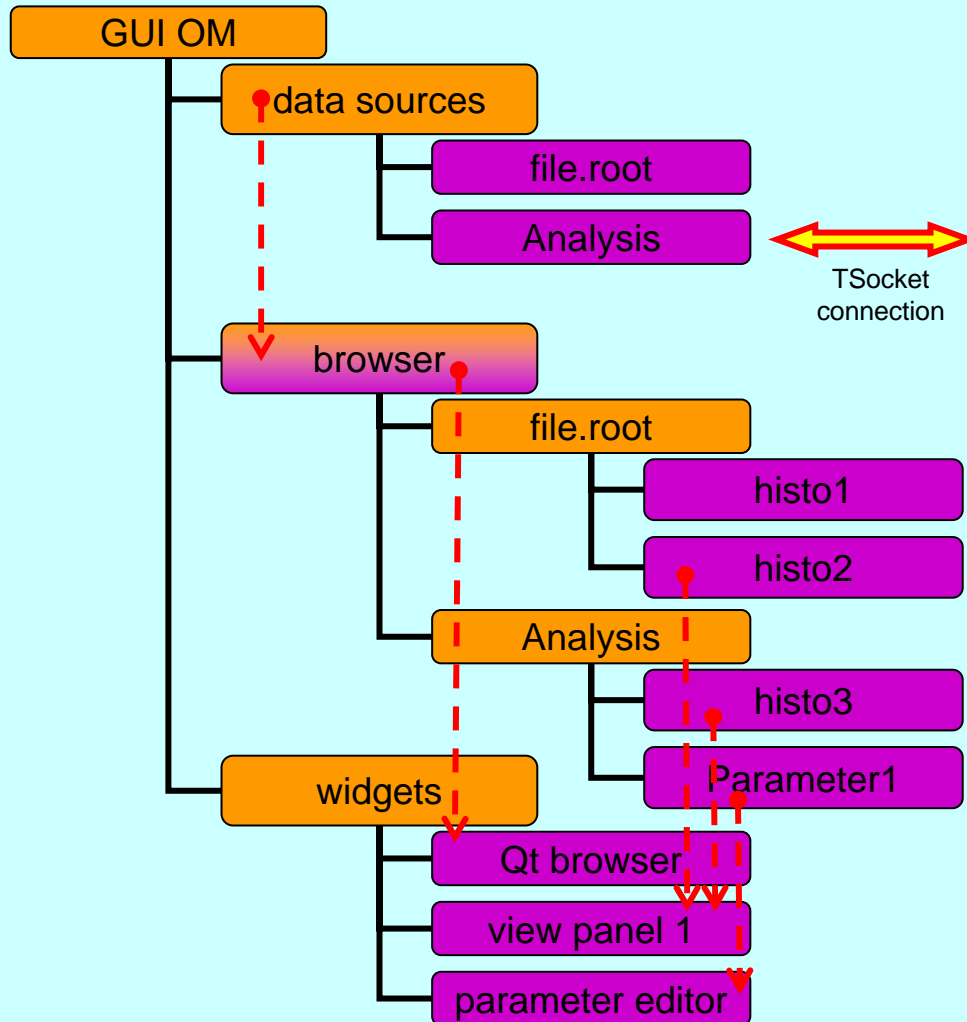 GUI OM
data sources
file.root
Analysis
TSocket
connection
browser
file.root
histo1
histo2
Analysis
histo3
Parameter1
widgets
Qt browser
view panel 1
parameter editor